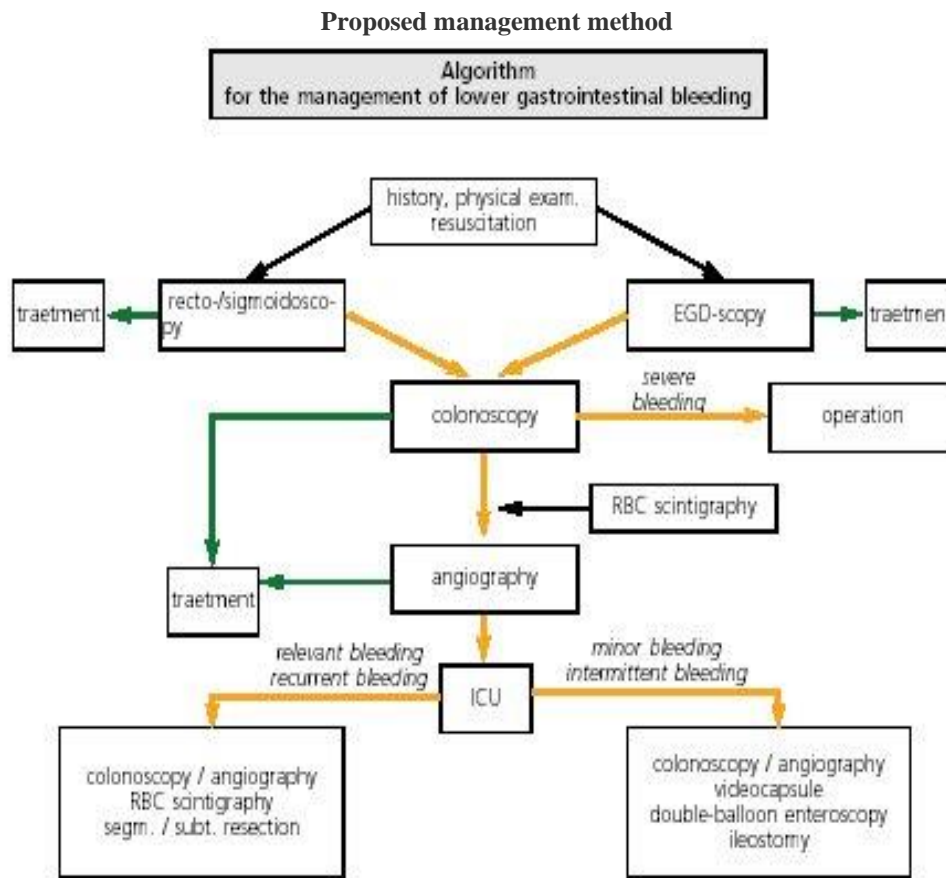 Proposed management method
Algorithm
for the management of lower gastrointestinal bleeding
history, physical exam.
resuscitation
traetment
recto-/sigmoidosco-
py
EGD-scopy
traetmen
colonoscopy
severe
bleeding
operation
RBC scintigraphy
angiography
traetment
relevant bleeding
recurrent bleeding
ICU
minor bleeding
intermittent bleeding
colonoscopy / angiography
RBC scintigraphy
segm. / subt. resection
colonoscopy / angiography
videocapsule
double-balloon enteroscopy
ileostomy